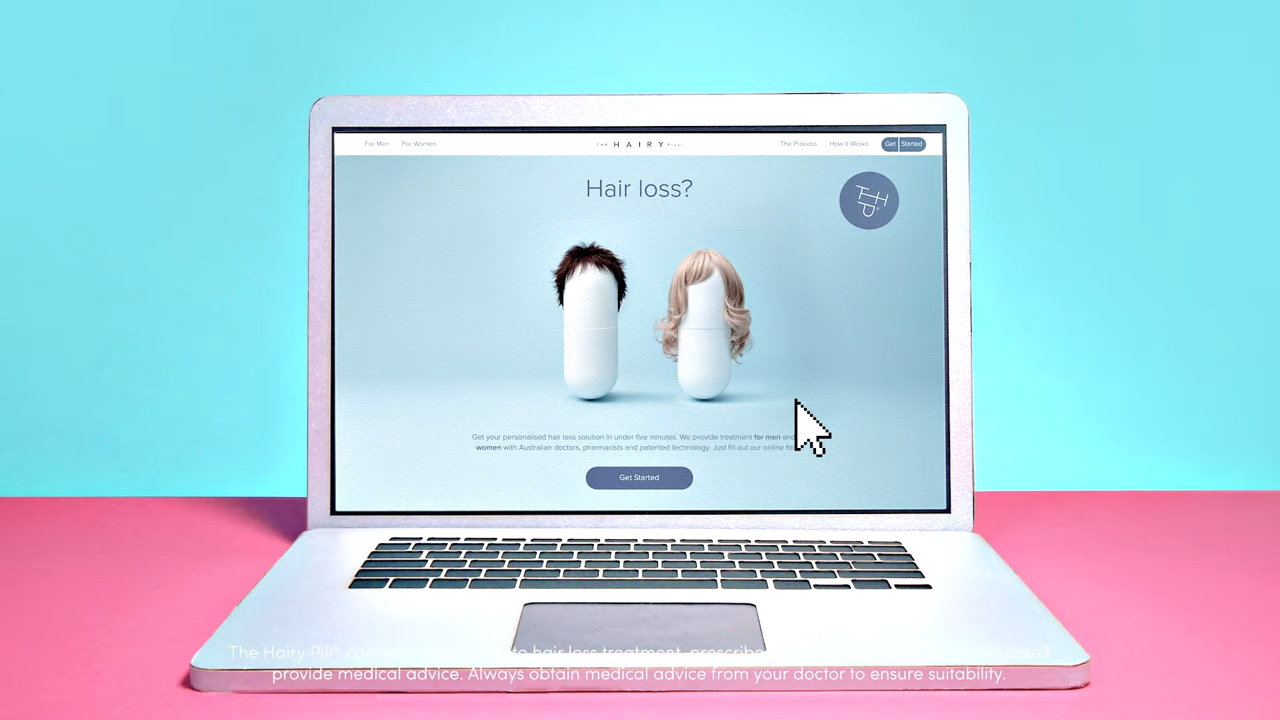 For Men For Women THE HAIRY PILL® The Process How it Works Get Started
Hair loss?
THP®
Get your personalised hair loss solution in under five minutes. We provide treatment for men and
women with Australian doctors, pharmacists and patented technology. Just fill out our online
Get Started
The Hairy Pill® to hair loss treatment, doesn't
provide medical advice. Always obtain medical advice from your doctor to ensure suitability.